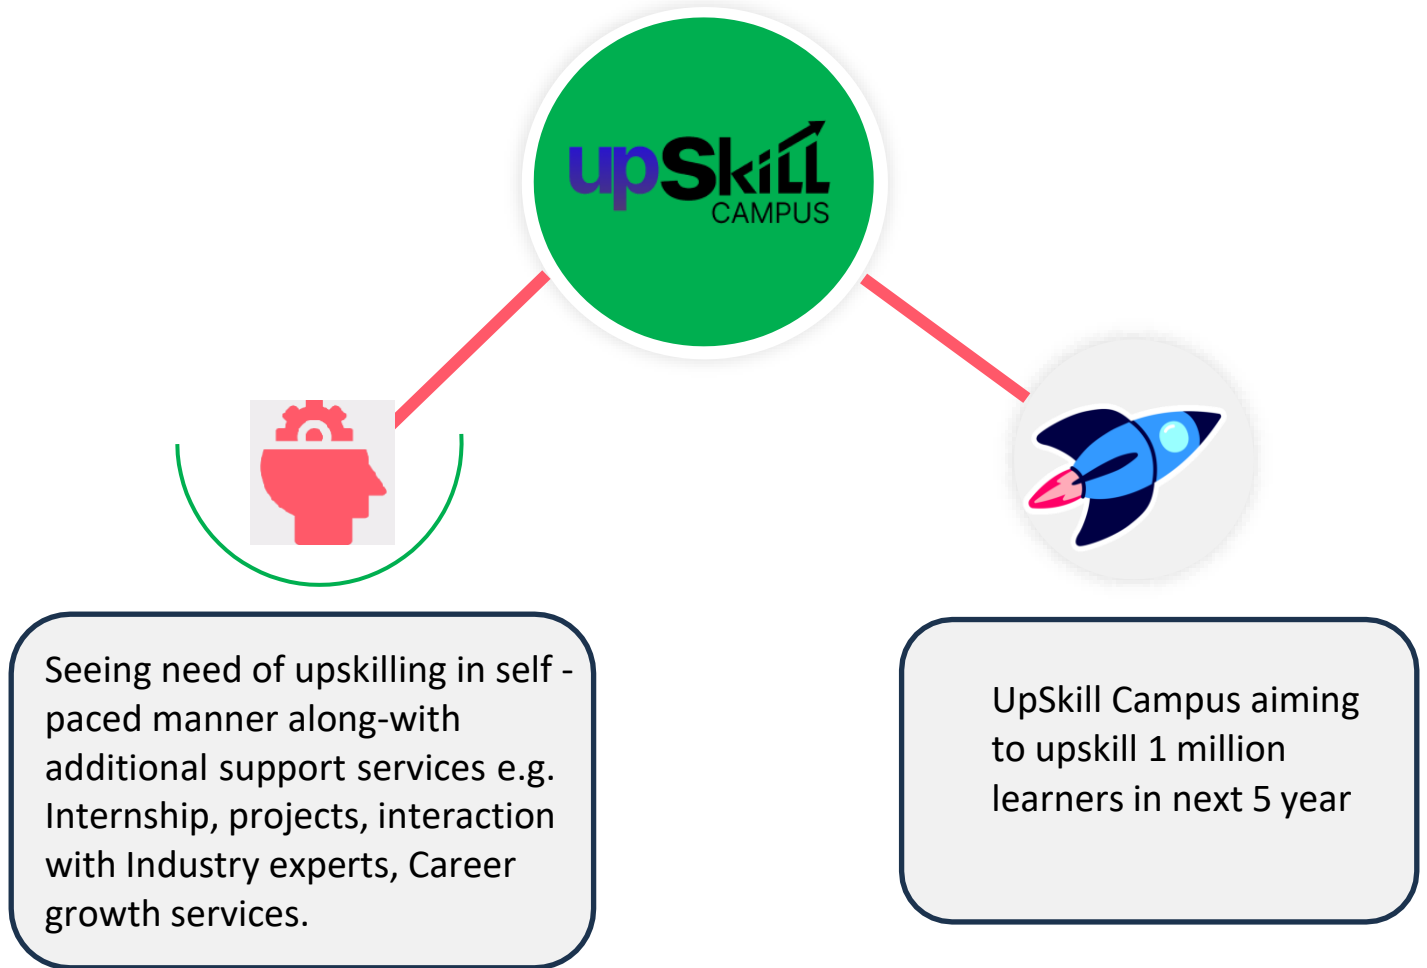 upSkill
CAMPUS
Seeing need of upskilling in self -
paced manner along-with
additional support services e.g.
Internship, projects, interaction
with Industry experts, Career
growth services.
UpSkill Campus aiming
to upskill 1 million
learners in next 5 year